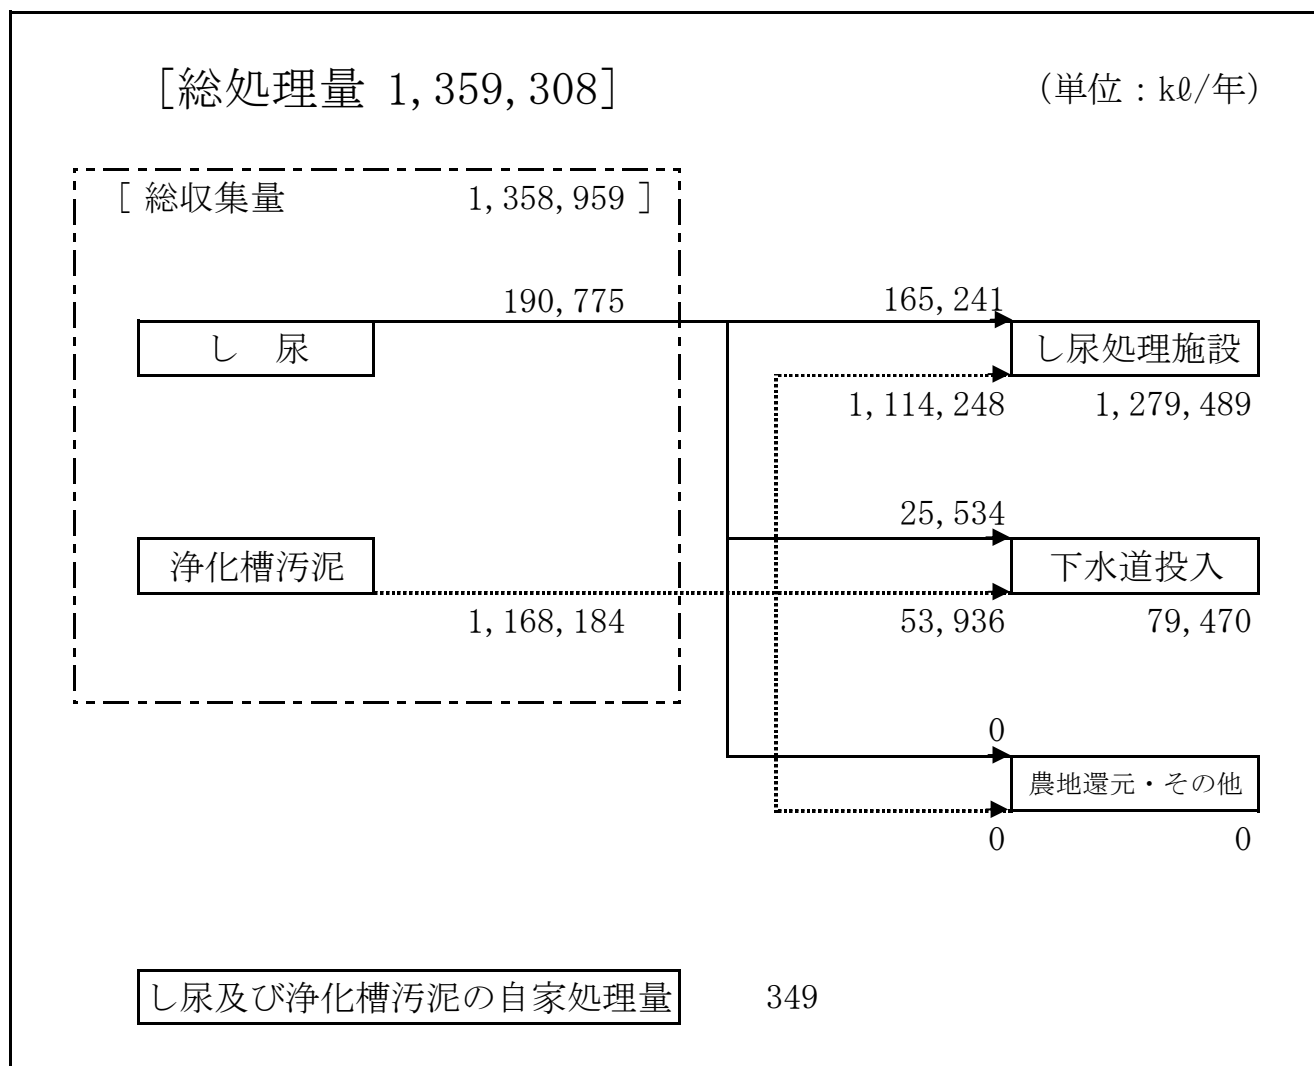 [総処理量 1,359,308]
(単位：kℓ/年)
[ 総収集量 1,358,959 ]
190,775
165,241
し 尿
し尿処理施設
1,114,248 1,279,489
25,534
浄化槽汚泥
下水道投入
1,168,184
53,936 79,470
0
農地還元・その他
0 0
し尿及び浄化槽汚泥の自家処理量 349